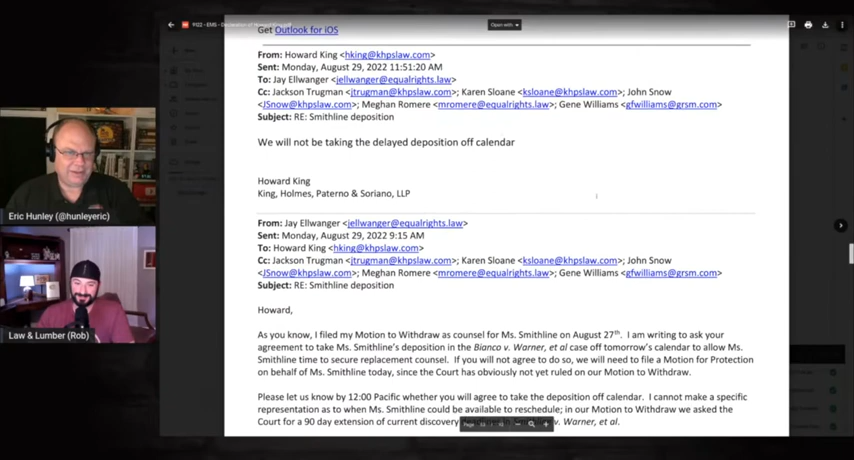 Open with
Get Outlook for iOS
From: Howard King <hking@khpslaw.com>
Sent: Monday, August 29, 2022 11:51:20 AM
To: Jay Ellwanger <jellwanger@equalrights.law>
Cc: Jackson Trugman <jtrugman@khpslaw.com>; Karen Sloane <ksloane@khpslaw.com>; John Snow
<JSnow@khpslaw.com>; Meghan Romere <mromere@equalrights.law>; Gene Williams <gfwilliams@grsm.com>
Subject: RE: Smithline deposition
We will not be taking the delayed deposition off calendar
Howard King
King, Holmes, Paterno & Soriano, LLP
From: Jay Ellwanger <jellwanger@equalrights.law>
Sent: Monday, August 29, 2022 9:15 AM
To: Howard King <hking@khpslaw.com>
Cc: Jackson Trugman <jtrugman@khpslaw.com>; Karen Sloane <ksloane@khpslaw.com>; John Snow
<JSnow@khpslaw.com>; Meghan Romere <mromere@equalrights.law>; Gene Williams <gfwilliams@grsm.com>
Subject: RE: Smithline deposition
Howard,
As you know, I filed my Motion to Withdraw as counsel for Ms. Smithline on August 27th. I am writing to ask your
agreement to take Ms. Smithline's deposition in the Bianco v. Warner, et al case off tomorrow's calendar to allow Ms.
Smithline time to secure replacement counsel. If you will not agree to do so, we will need to file a Motion for Protection
on behalf of Ms. Smithline today, since the Court has obviously not yet ruled on our Motion to Withdraw.
Please let us know by 12:00 Pacific whether you will agree to take the deposition off calendar. I cannot make a specific
representation as to when Ms. Smithline could be available to reschedule; in our Motion to Withdraw we asked the
Court for a 90 day extension of current discovery v. Warner, et al.
Page
Eric Hunley (@hunleyeric)
Law & Lumber (Rob)